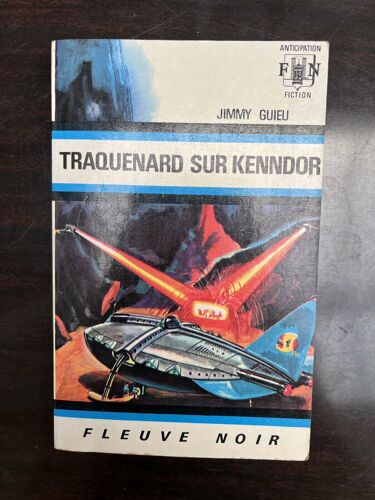 ANTICIPATION
FN
FICTION
JIMMY GUIEU
TRAQUENARD SUR KENNDOR
FLEUVE NOIR